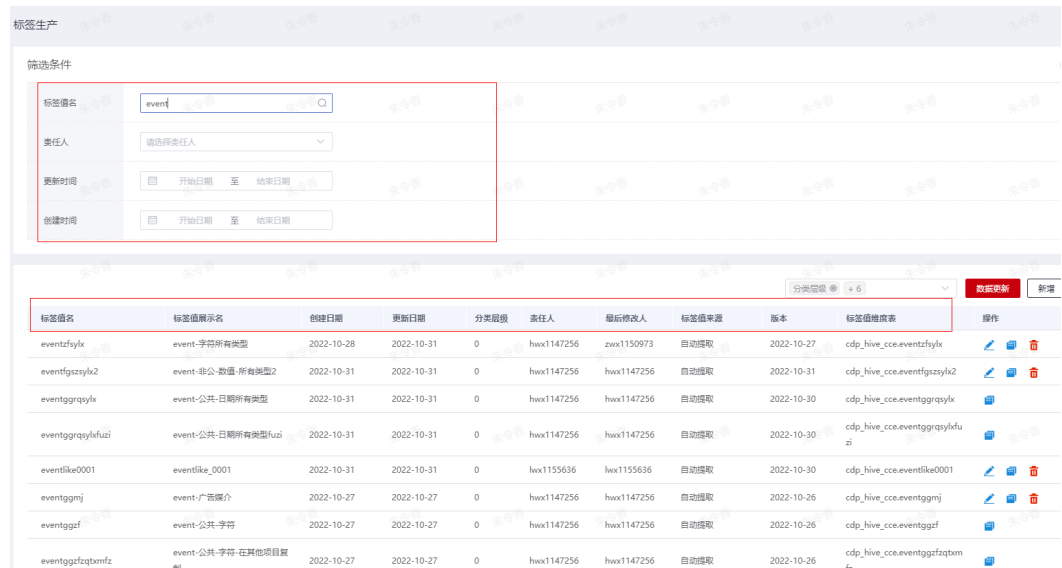 标签生产
筛选条件
标签值名 event
责任人 请选择责任人
更新时间 开始日期 至 结束日期
创建时间 开始日期 至 结束日期
分类层级 + 6 数据更新 新增
标签值名 标签值展示名 创建日期 更新日期 分类层级 责任人 最后修改人 标签值来源 版本 标签值维度表 操作
eventzfsylx event-字符所有类型 2022-10-28 2022-10-31 0 hwx1147256 zwx1150973 自动提取 2022-10-27 cdp_hive_cce.eventzfsylx
eventfgszsylx2 event-非公-数值-所有类型2 2022-10-31 2022-10-31 0 hwx1147256 hwx1147256 自动提取 2022-10-31 cdp_hive_cce.eventfgszsylx2
eventggrqsylx event-公共-日期所有类型 2022-10-31 2022-10-31 0 hwx1147256 hwx1147256 自动提取 2022-10-30 cdp_hive_cce.eventggrqsylx
eventggrqsylxfuzi event-公共-日期所有类型fuzi 2022-10-31 2022-10-31 0 hwx1147256 hwx1147256 自动提取 2022-10-30 cdp_hive_cce.eventggrqsylxfu
zi
eventlike0001 eventlike_0001 2022-10-31 2022-10-31 0 lwx1155636 lwx1155636 自动提取 2022-10-30 cdp_hive_cce.eventlike0001
eventggmj event-广告媒介 2022-10-31 2022-10-31 0 hwx1147256 hwx1147256 自动提取 2022-10-26 cdp_hive_cce.eventggmj
eventggzf event-公共-字符 2022-10-27 2022-10-27 0 hwx1147256 hwx1147256 自动提取 2022-10-26 cdp_hive_cce.eventggzf
eventggzfzqtxmfz event-公共-字符-在其他项目复 2022-10-27 2022-10-27 0 hwx1147256 hwx1147256 自动提取 2022-10-26 cdp_hive_cce.eventggzfzqtxm